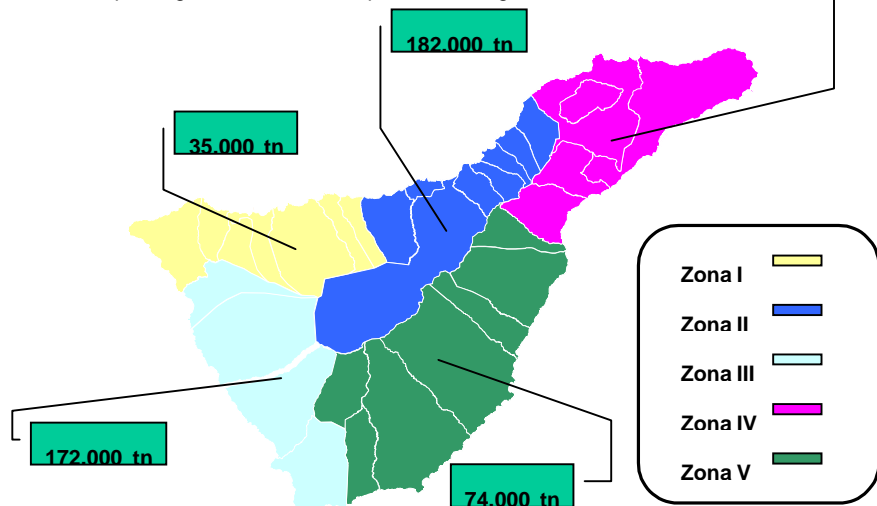 182.000 tn
35.000 tn
Zona I
Zona II
Zona III
Zona IV
Zona V
172.000 tn
74.000 tn